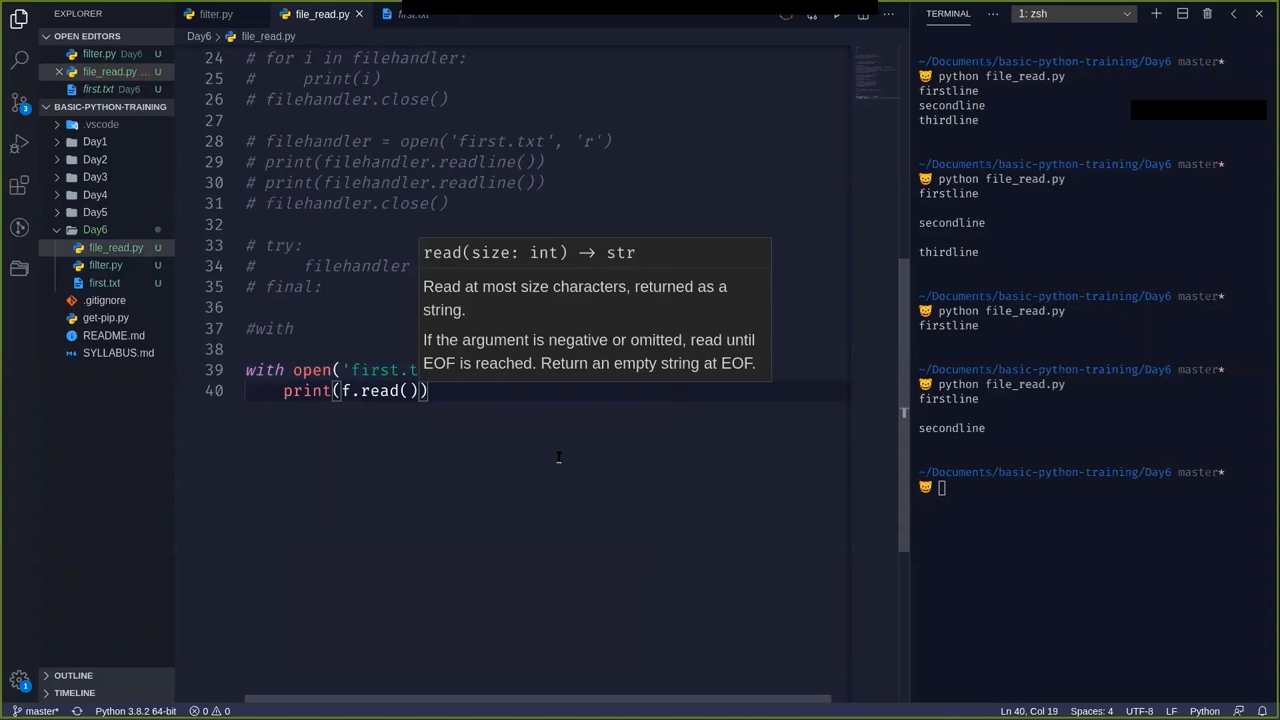 EXPLORER
OPEN EDITORS
filter.py Day6
file_read.py ...
U
first.txt Day6
U
BASIC-PYTHON-TRAINING
.vscode
Day1
Day2
Day3
Day4
Day5
Day6
file_read.py
U
filter.py
U
first.txt
U
.gitignore
get-pip.py
README.md
SYLLABUS.md
OUTLINE
TIMELINE
3
1
filter.py
file_read.py
first.txt
Day6 > file_read.py
24 # for i in filehandler:
25 #     print(i)
26 # filehandler.close()
27
28 # filehandler = open('first.txt', 'r')
29 # print(filehandler.readline())
30 # print(filehandler.readline())
31 # filehandler.close()
32
33 # try:
34 #     filehandler
35 # final:
36
37 #with
38
39 with open('first.t
40     print(f.read())
read(size: int) -> str
Read at most size characters, returned as a
string.
If the argument is negative or omitted, read until
EOF is reached. Return an empty string at EOF.
TERMINAL
1: zsh
~/Documents/basic-python-training/Day6 master*
python file_read.py
firstline
secondline
thirdline
~/Documents/basic-python-training/Day6 master*
python file_read.py
firstline
secondline
thirdline
~/Documents/basic-python-training/Day6 master*
python file_read.py
firstline
~/Documents/basic-python-training/Day6 master*
python file_read.py
firstline
secondline
~/Documents/basic-python-training/Day6 master*
master*
Python 3.8.2 64-bit
0
0
Ln 40, Col 19
Spaces: 4
UTF-8
LF
Python